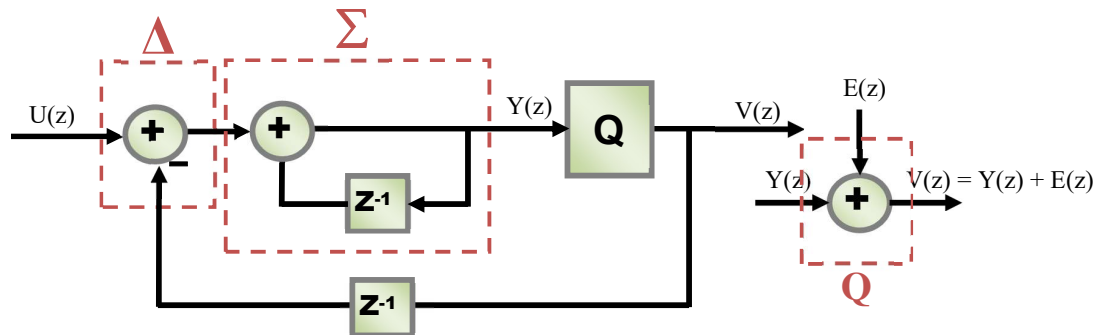 Δ
Σ
U(z)
+
−
+
Z-1
Y(z)
Q
V(z)
Z-1
E(z)
Y(z)
+
V(z) = Y(z) + E(z)
Q